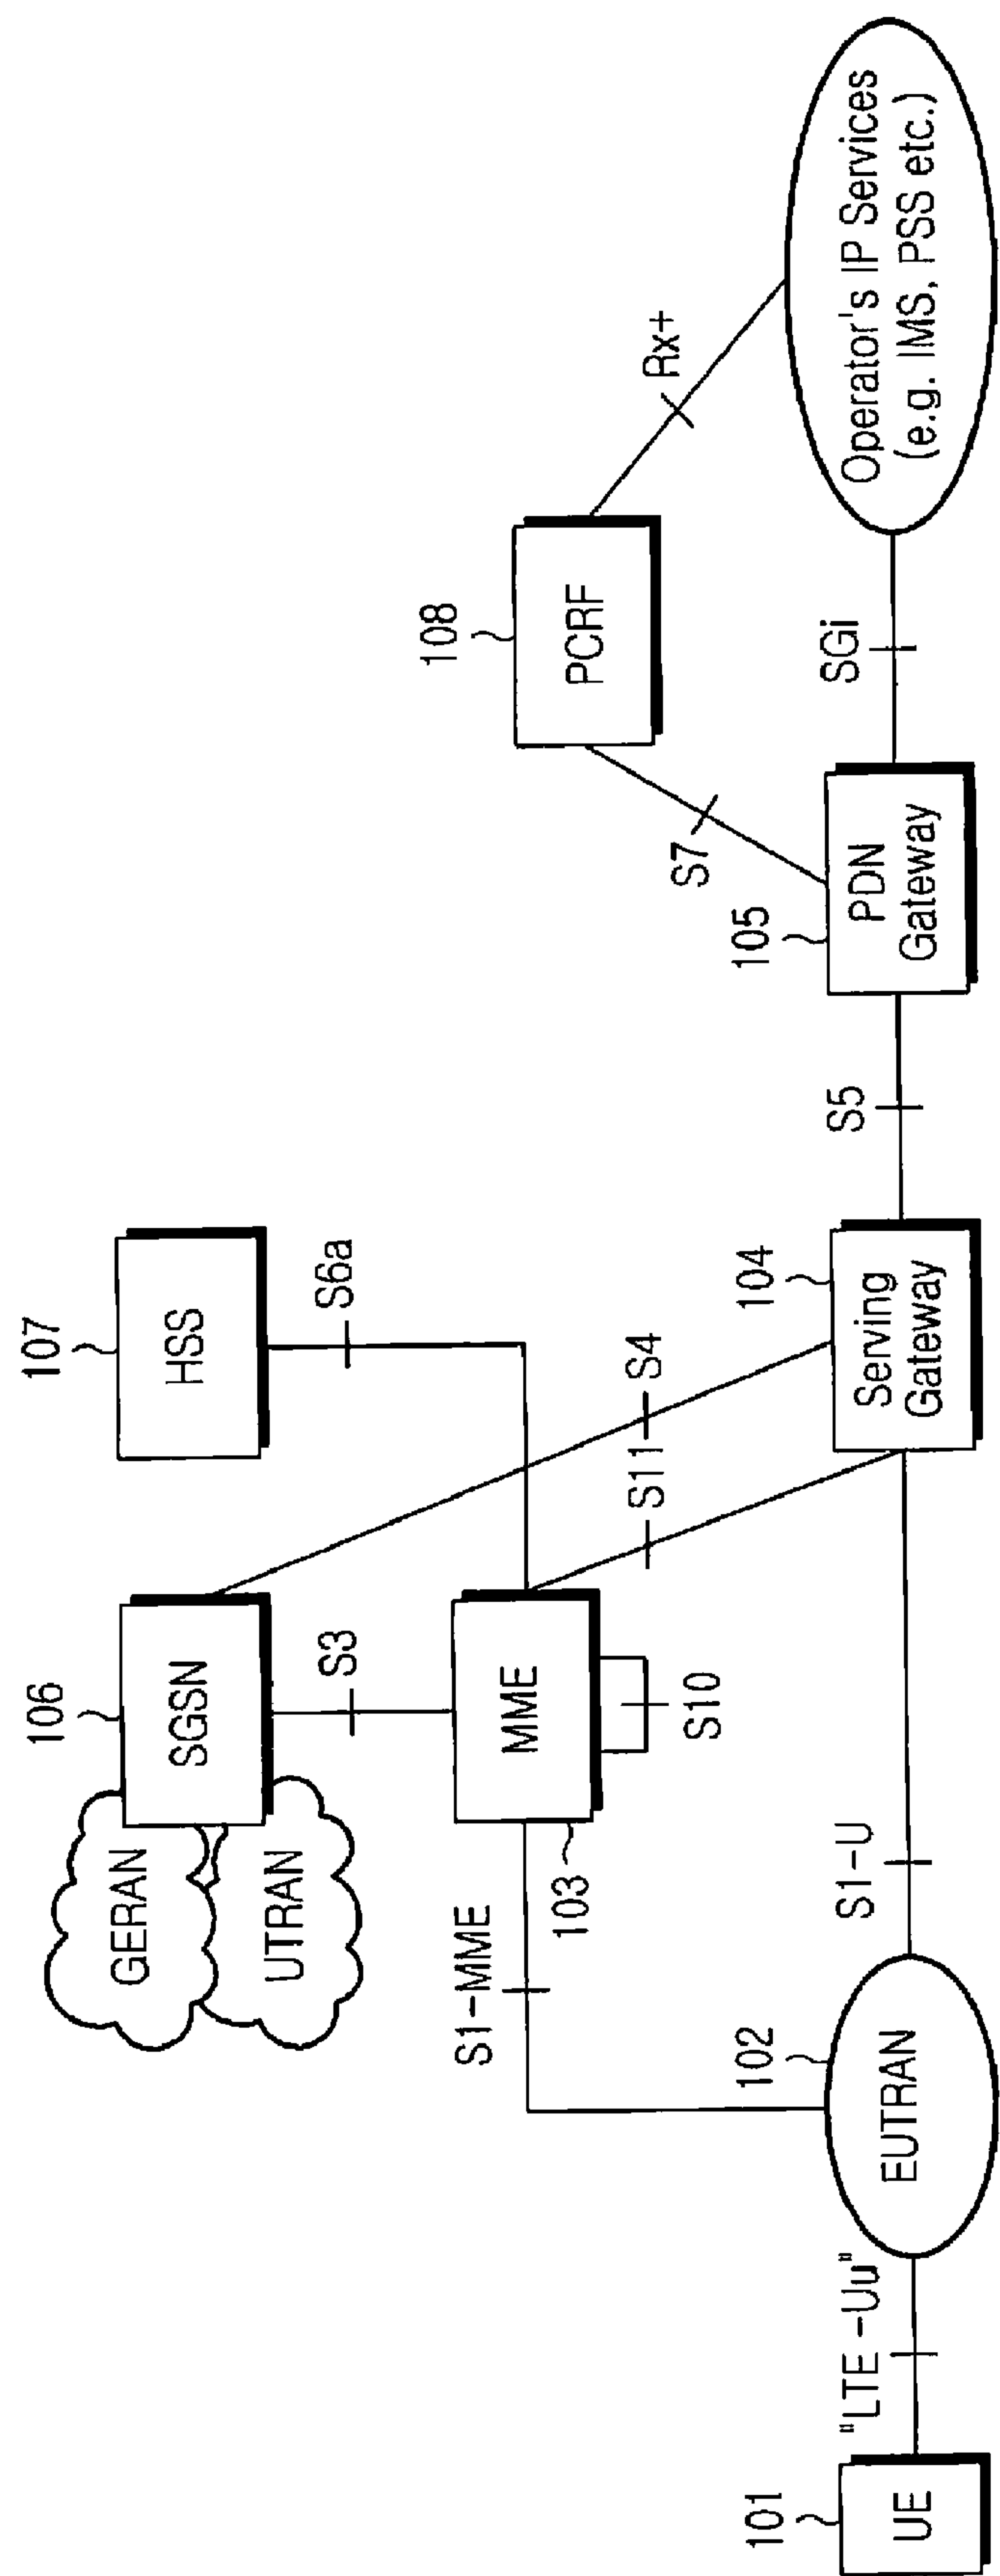 106
107
GERAN
SGSN
HSS
UTRAN
S3
S6a
S1-MME
MME
108
103
S10
S11
S4
PCRF
Rx+
S7
101
"LTE -Uu"
102
S1-U
104
S5
105
SGi
UE
EUTRAN
Serving
Gateway
PDN
Gateway
Operator's IP Services
(e.g. IMS, PSS etc.)